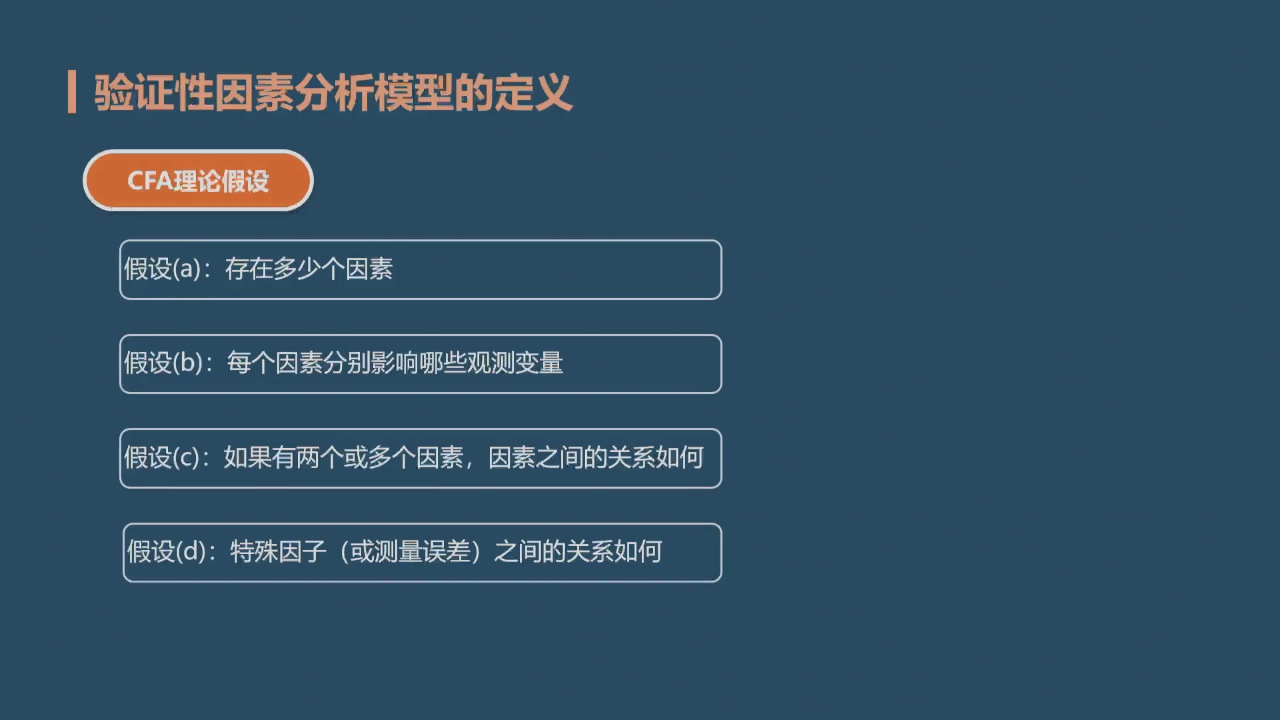 验证性因素分析模型的定义
CFA理论假设
假设(a)：存在多少个因素
假设(b)：每个因素分别影响哪些观测变量
假设(c)：如果有两个或多个因素，因素之间的关系如何
假设(d)：特殊因子（或测量误差）之间的关系如何